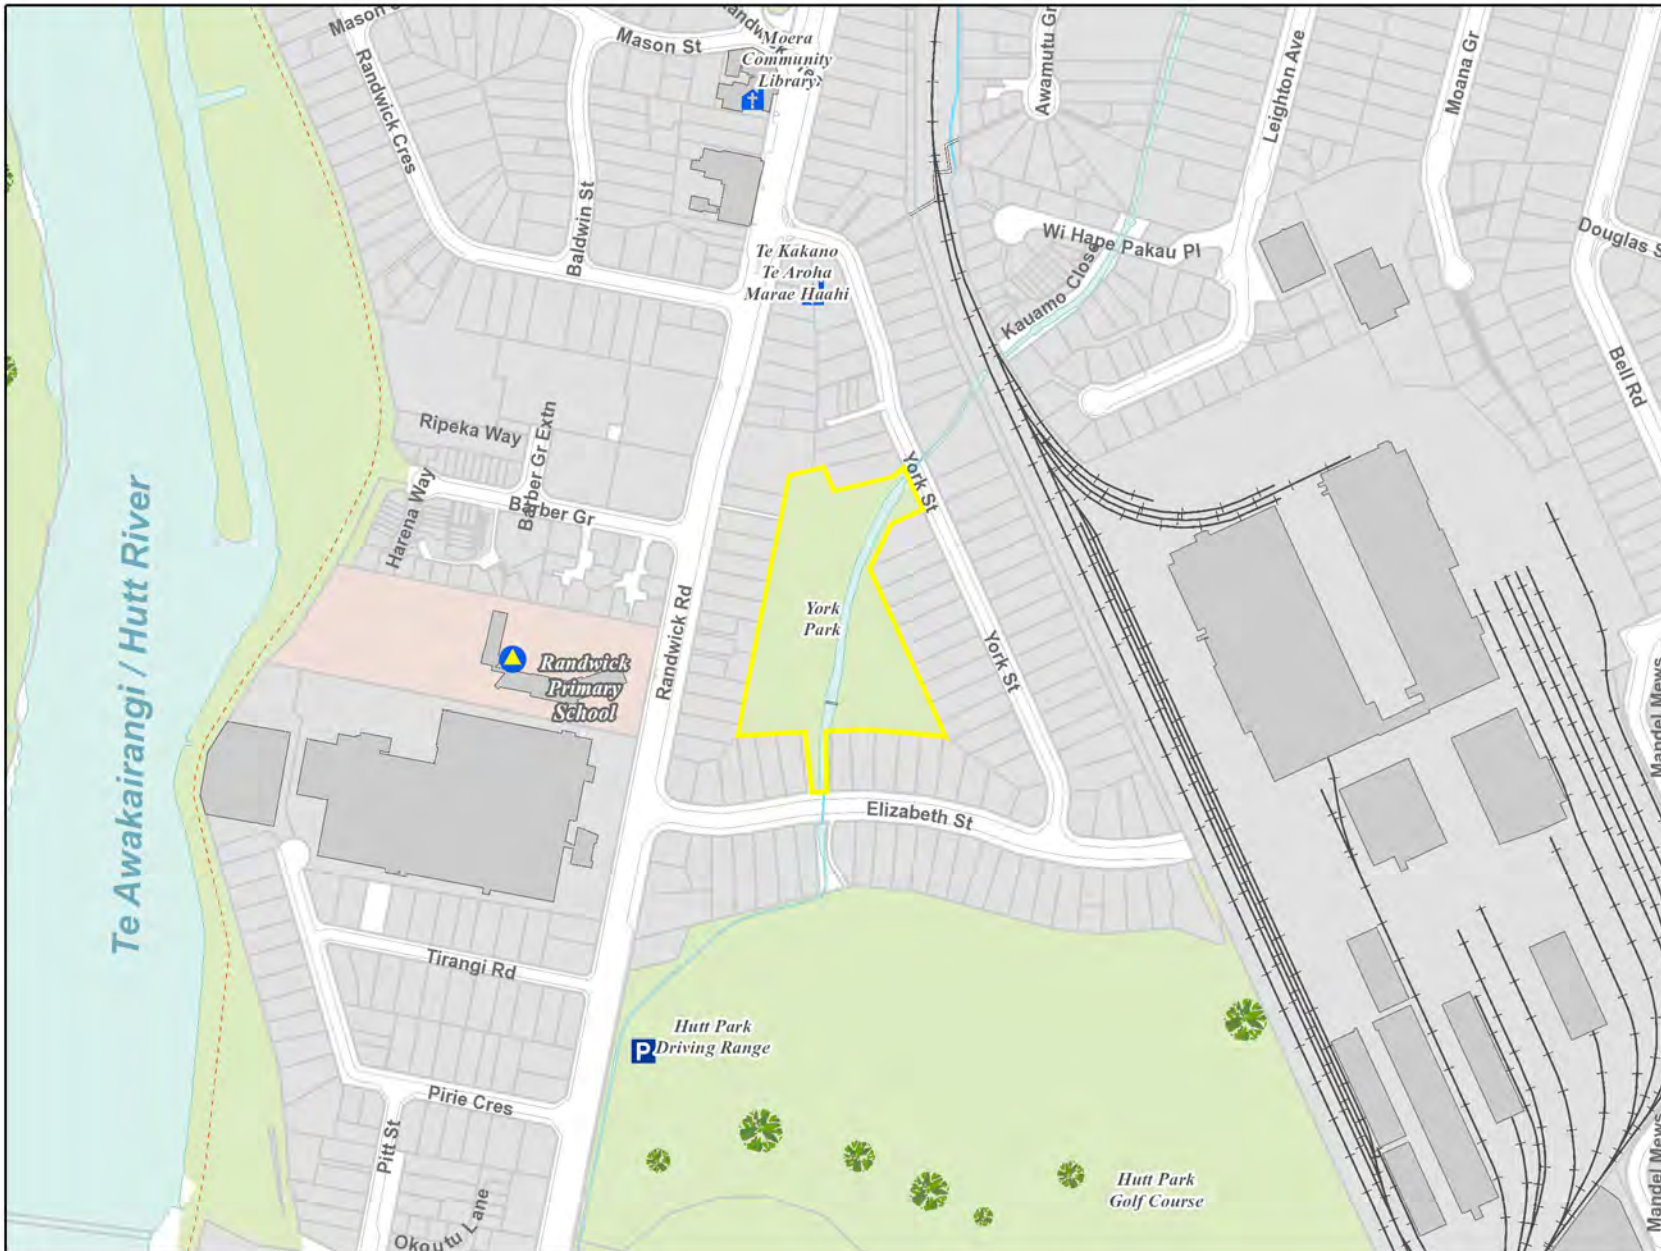 Mason St
Moera
Community
Library
Awamutu Gr
Leighton Ave
Moana Gr
Randwick Cres
Baldwin St
Te Kakano
Te Aroha
Marae Haahi
Wi Hape Pakau Pl
Kauamo Close
Douglas S
Bell Rd
Ripeka Way
Barber Gr Extn
Harena Way
Barber Gr
York St
Te Awakairangi / Hutt River
York
Park
Randwick Rd
York St
Randwick
Primary
School
Mandel Mews
Elizabeth St
Tirangi Rd
Hutt Park
Driving Range
P
Pirie Cres
Pitt St
Hutt Park
Golf Course
Mandel Mews
Okoutu Lane